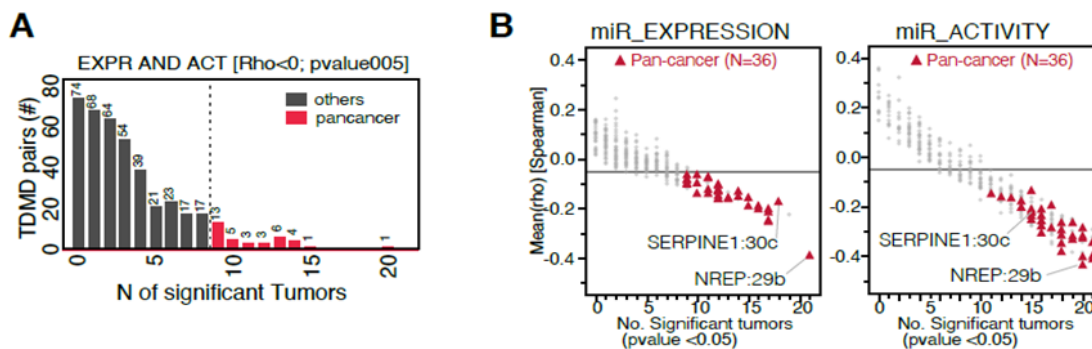 A
EXPR AND ACT [Rho<0; pvalue005]
TDMD pairs (#)
0 20 40 60 80
74 68 64 54 39 21 23 17 17 13 5 3 3 6 4 1 1
others
pancancer
0 5 10 15 20
N of significant Tumors
B
miR_EXPRESSION
Pan-cancer (N=36)
Mean(rho) [Spearman]
0.4
0.2
0.0
-0.2
-0.4
SERPINE1:30c
NREP:29b
0 5 10 15 20
No. Significant tumors
(pvalue <0.05)
miR_ACTIVITY
Pan-cancer (N=36)
0.4
0.2
0.0
-0.2
-0.4
SERPINE1:30c
NREP:29b
0 5 10 15 20
No. Significant tumors
(pvalue <0.05)